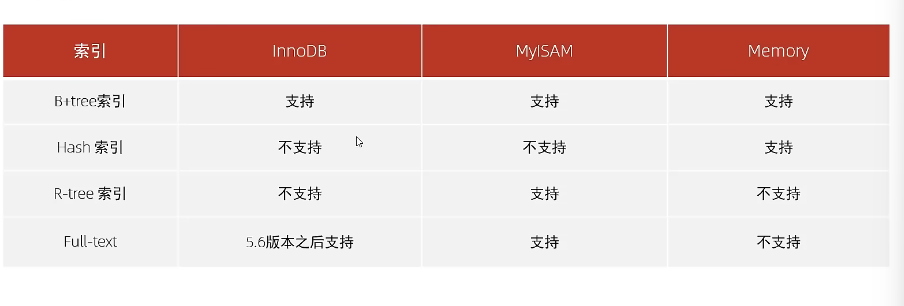 索引 InnoDB MyISAM Memory
B+tree索引 支持 支持 支持
Hash 索引 不支持 不支持 支持
R-tree 索引 不支持 支持 不支持
Full-text 5.6版本之后支持 支持 不支持